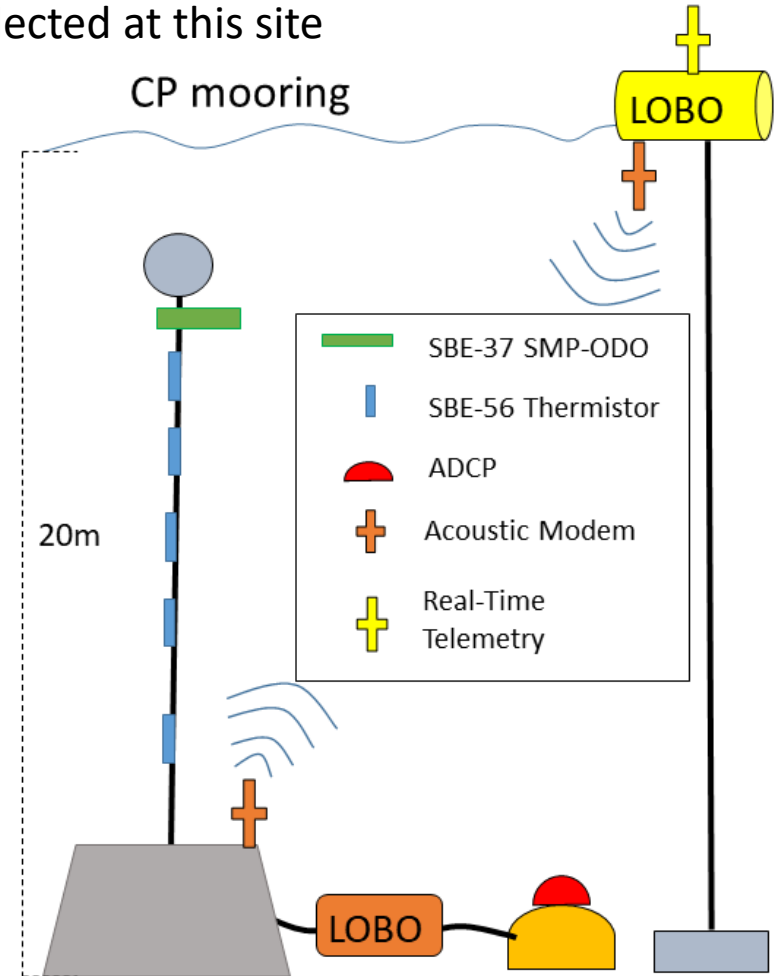 ected at this site
CP mooring
LOBO
SBE-37 SMP-ODO
SBE-56 Thermistor
ADCP
20m
Acoustic Modem
Real-Time
Telemetry
LOBO